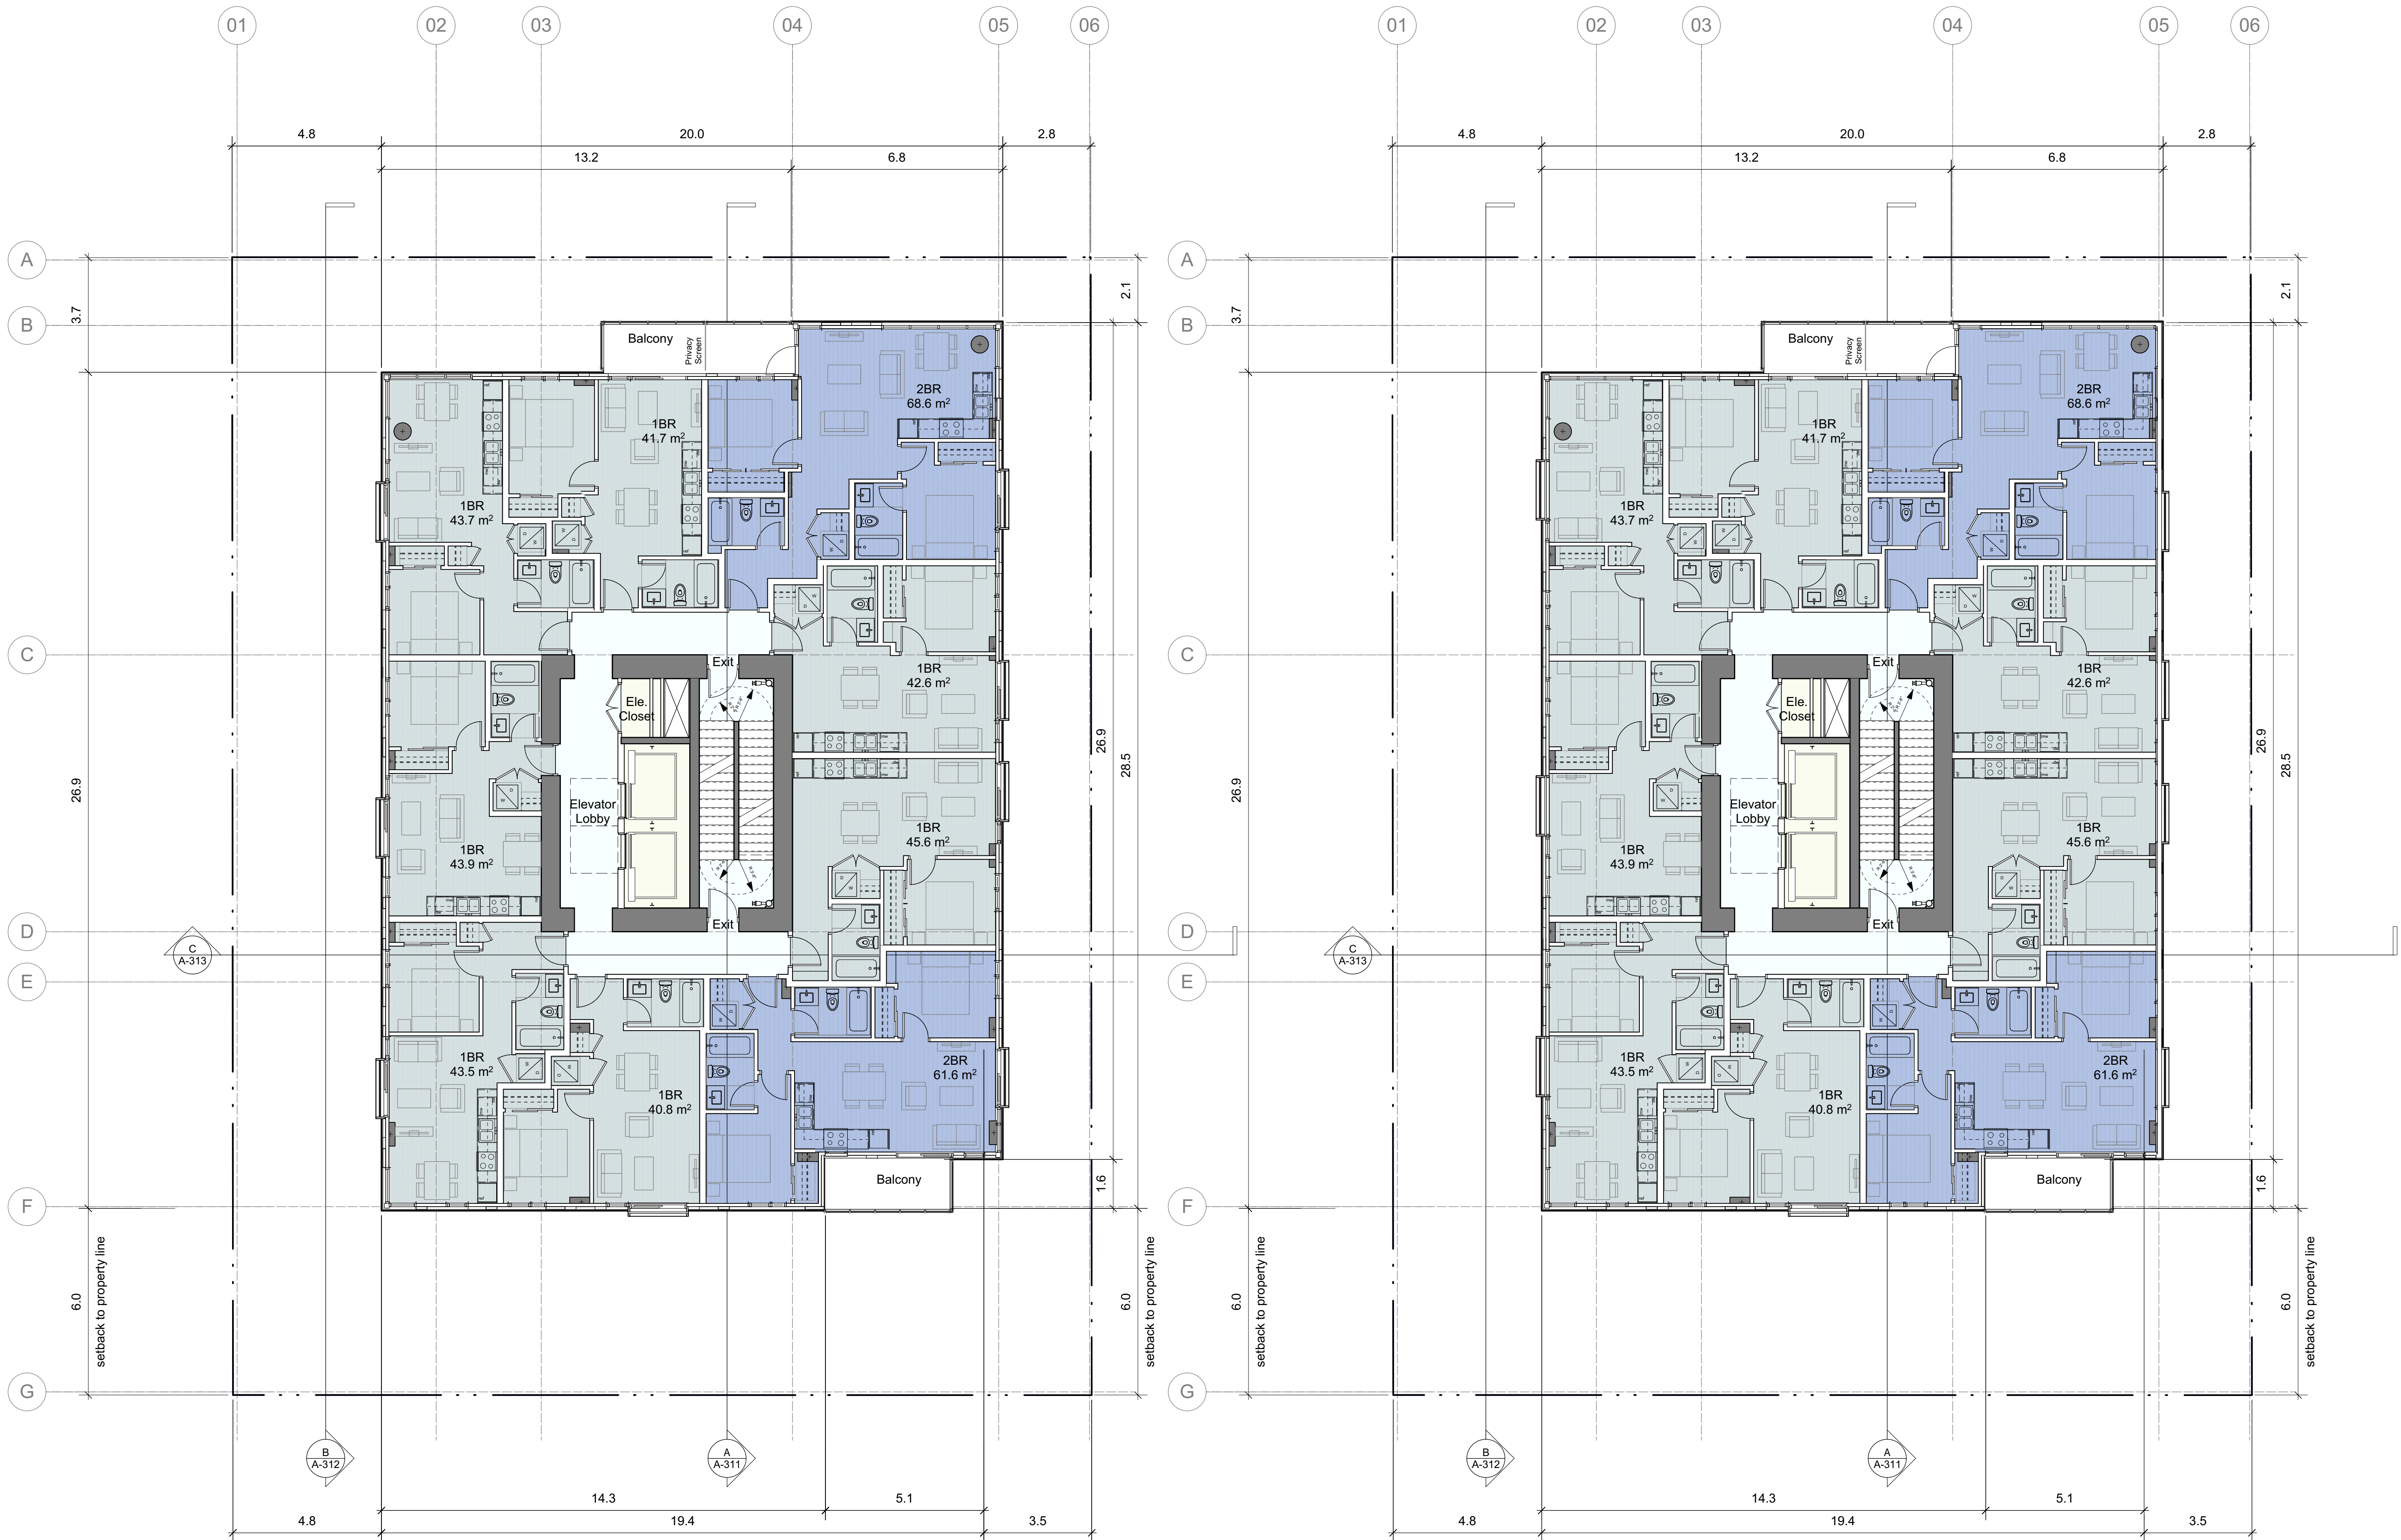 01 02 03 04 05 06
4.8 20.0 2.8
13.2 6.8
A
B
C
D
E
F
G
3.7
26.9
6.0
setback to property line
2.1
26.9
28.5
1.6
6.0
setback to property line
Balcony
Privacy
Screen
2BR
68.6 m²
1BR
41.7 m²
1BR
43.7 m²
Exit
1BR
42.6 m²
Ele.
Closet
Elevator
Lobby
1BR
45.6 m²
1BR
43.9 m²
Exit
C
A-313
1BR
43.5 m²
1BR
40.8 m²
2BR
61.6 m²
Balcony
B
A-312
A
A-311
14.3 5.1
4.8 19.4 3.5
01 02 03 04 05 06
4.8 20.0 2.8
13.2 6.8
A
B
C
D
E
F
G
3.7
26.9
6.0
setback to property line
2.1
26.9
28.5
1.6
6.0
setback to property line
Balcony
Privacy
Screen
2BR
68.6 m²
1BR
41.7 m²
1BR
43.7 m²
Exit
1BR
42.6 m²
Ele.
Closet
Elevator
Lobby
1BR
45.6 m²
1BR
43.9 m²
Exit
C
A-313
1BR
43.5 m²
1BR
40.8 m²
2BR
61.6 m²
Balcony
B
A-312
A
A-311
14.3 5.1
4.8 19.4 3.5